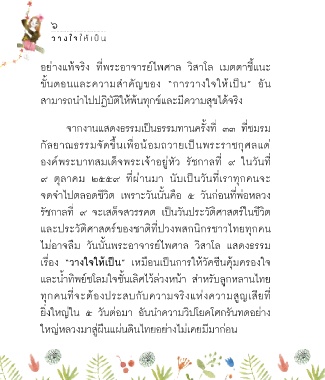 ๖
วางใจให้เป็น
อย่างแท้จริง ที่พระอาจารย์ไพศาล วิสาโล เมตตาชี้แนะ
ขั้นตอนและความสำคัญของ "การวางใจให้เป็น" อัน
สามารถนำไปปฏิบัติให้พ้นทุกข์และมีความสุขได้จริง
จากงานแสดงธรรมเป็นธรรมทานครั้งที่ ๓๓ ที่ชมรม
กัลยาณธรรมจัดขึ้นเพื่อน้อมถวายเป็นพระราชกุศลแด่
องค์พระบาทสมเด็จพระเจ้าอยู่หัว รัชกาลที่ ๙ ในวันที่
๙ ตุลาคม ๒๕๕๙ ที่ผ่านมา นับเป็นวันที่เราทุกคนจะ
จดจำไปตลอดชีวิต เพราะวันนั้นคือ ๕ วันก่อนที่พ่อหลวง
รัชกาลที่ ๙ จะเสด็จสวรรคต เป็นวันประวัติศาสตร์ในชีวิต
และประวัติศาสตร์ของชาติที่ปวงพสกนิกรชาวไทยทุกคน
ไม่อาจลืม วันนั้นพระอาจารย์ไพศาล วิสาโล แสดงธรรม
เรื่อง "วางใจให้เป็น" เหมือนเป็นการให้วัคซีนคุ้มครองใจ
และน้ำทิพย์ชโลมใจชั้นเลิศไว้ล่วงหน้า สำหรับลูกหลานไทย
ทุกคนที่จะต้องประสบกับความจริงแห่งความสูญเสียที่
ยิ่งใหญ่ใน ๕ วันต่อมา อันนำความวิปโยคโศกรันทดอย่าง
ใหญ่หลวงมาสู่ผืนแผ่นดินไทยอย่างไม่เคยมีมาก่อน